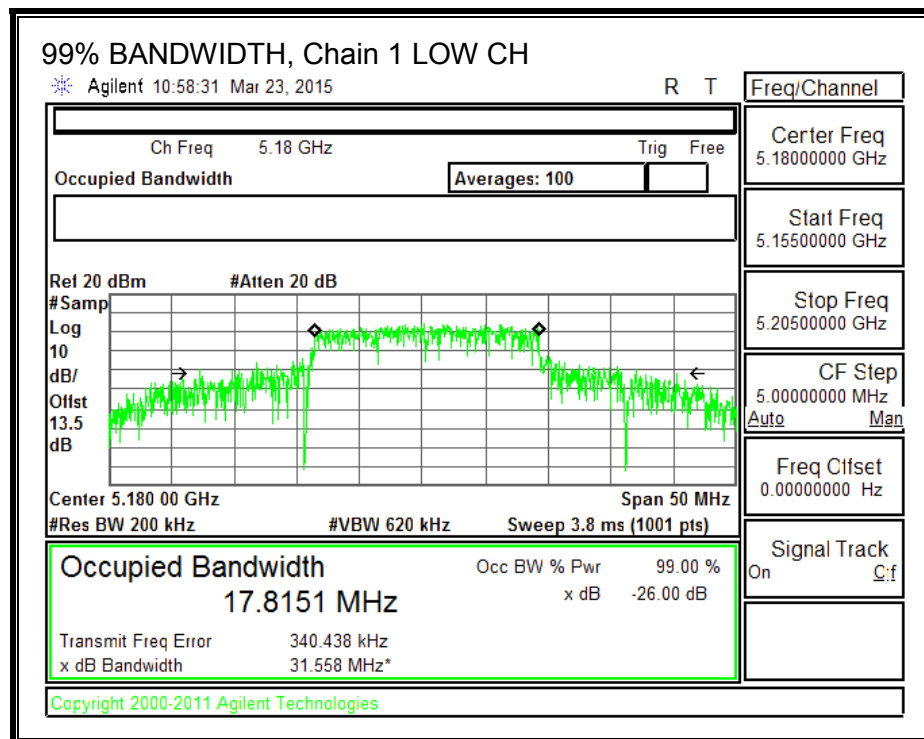 99% BANDWIDTH, Chain 1 LOW CH
Agilent 10:58:31 Mar 23, 2015 R T
Freq/Channel
Ch Freq 5.18 GHz Trig Free
Occupied Bandwidth Averages: 100
Center Freq
5.18000000 GHz
Start Freq
5.15500000 GHz
Stop Freq
5.20500000 GHz
CF Step
5.00000000 MHz
Auto Man
Freq Offset
0.00000000 Hz
Signal Track
On Off
Ref 20 dBm #Atten 20 dB
#Samp
Log
10
dB/
Offst
13.5
dB
Center 5.180 00 GHz Span 50 MHz
#Res BW 200 kHz #VBW 620 kHz Sweep 3.8 ms (1001 pts)
Occupied Bandwidth Occ BW % Pwr 99.00 %
17.8151 MHz x dB -26.00 dB
Transmit Freq Error 340.438 kHz
x dB Bandwidth 31.558 MHz*
Copyright 2000-2011 Agilent Technologies